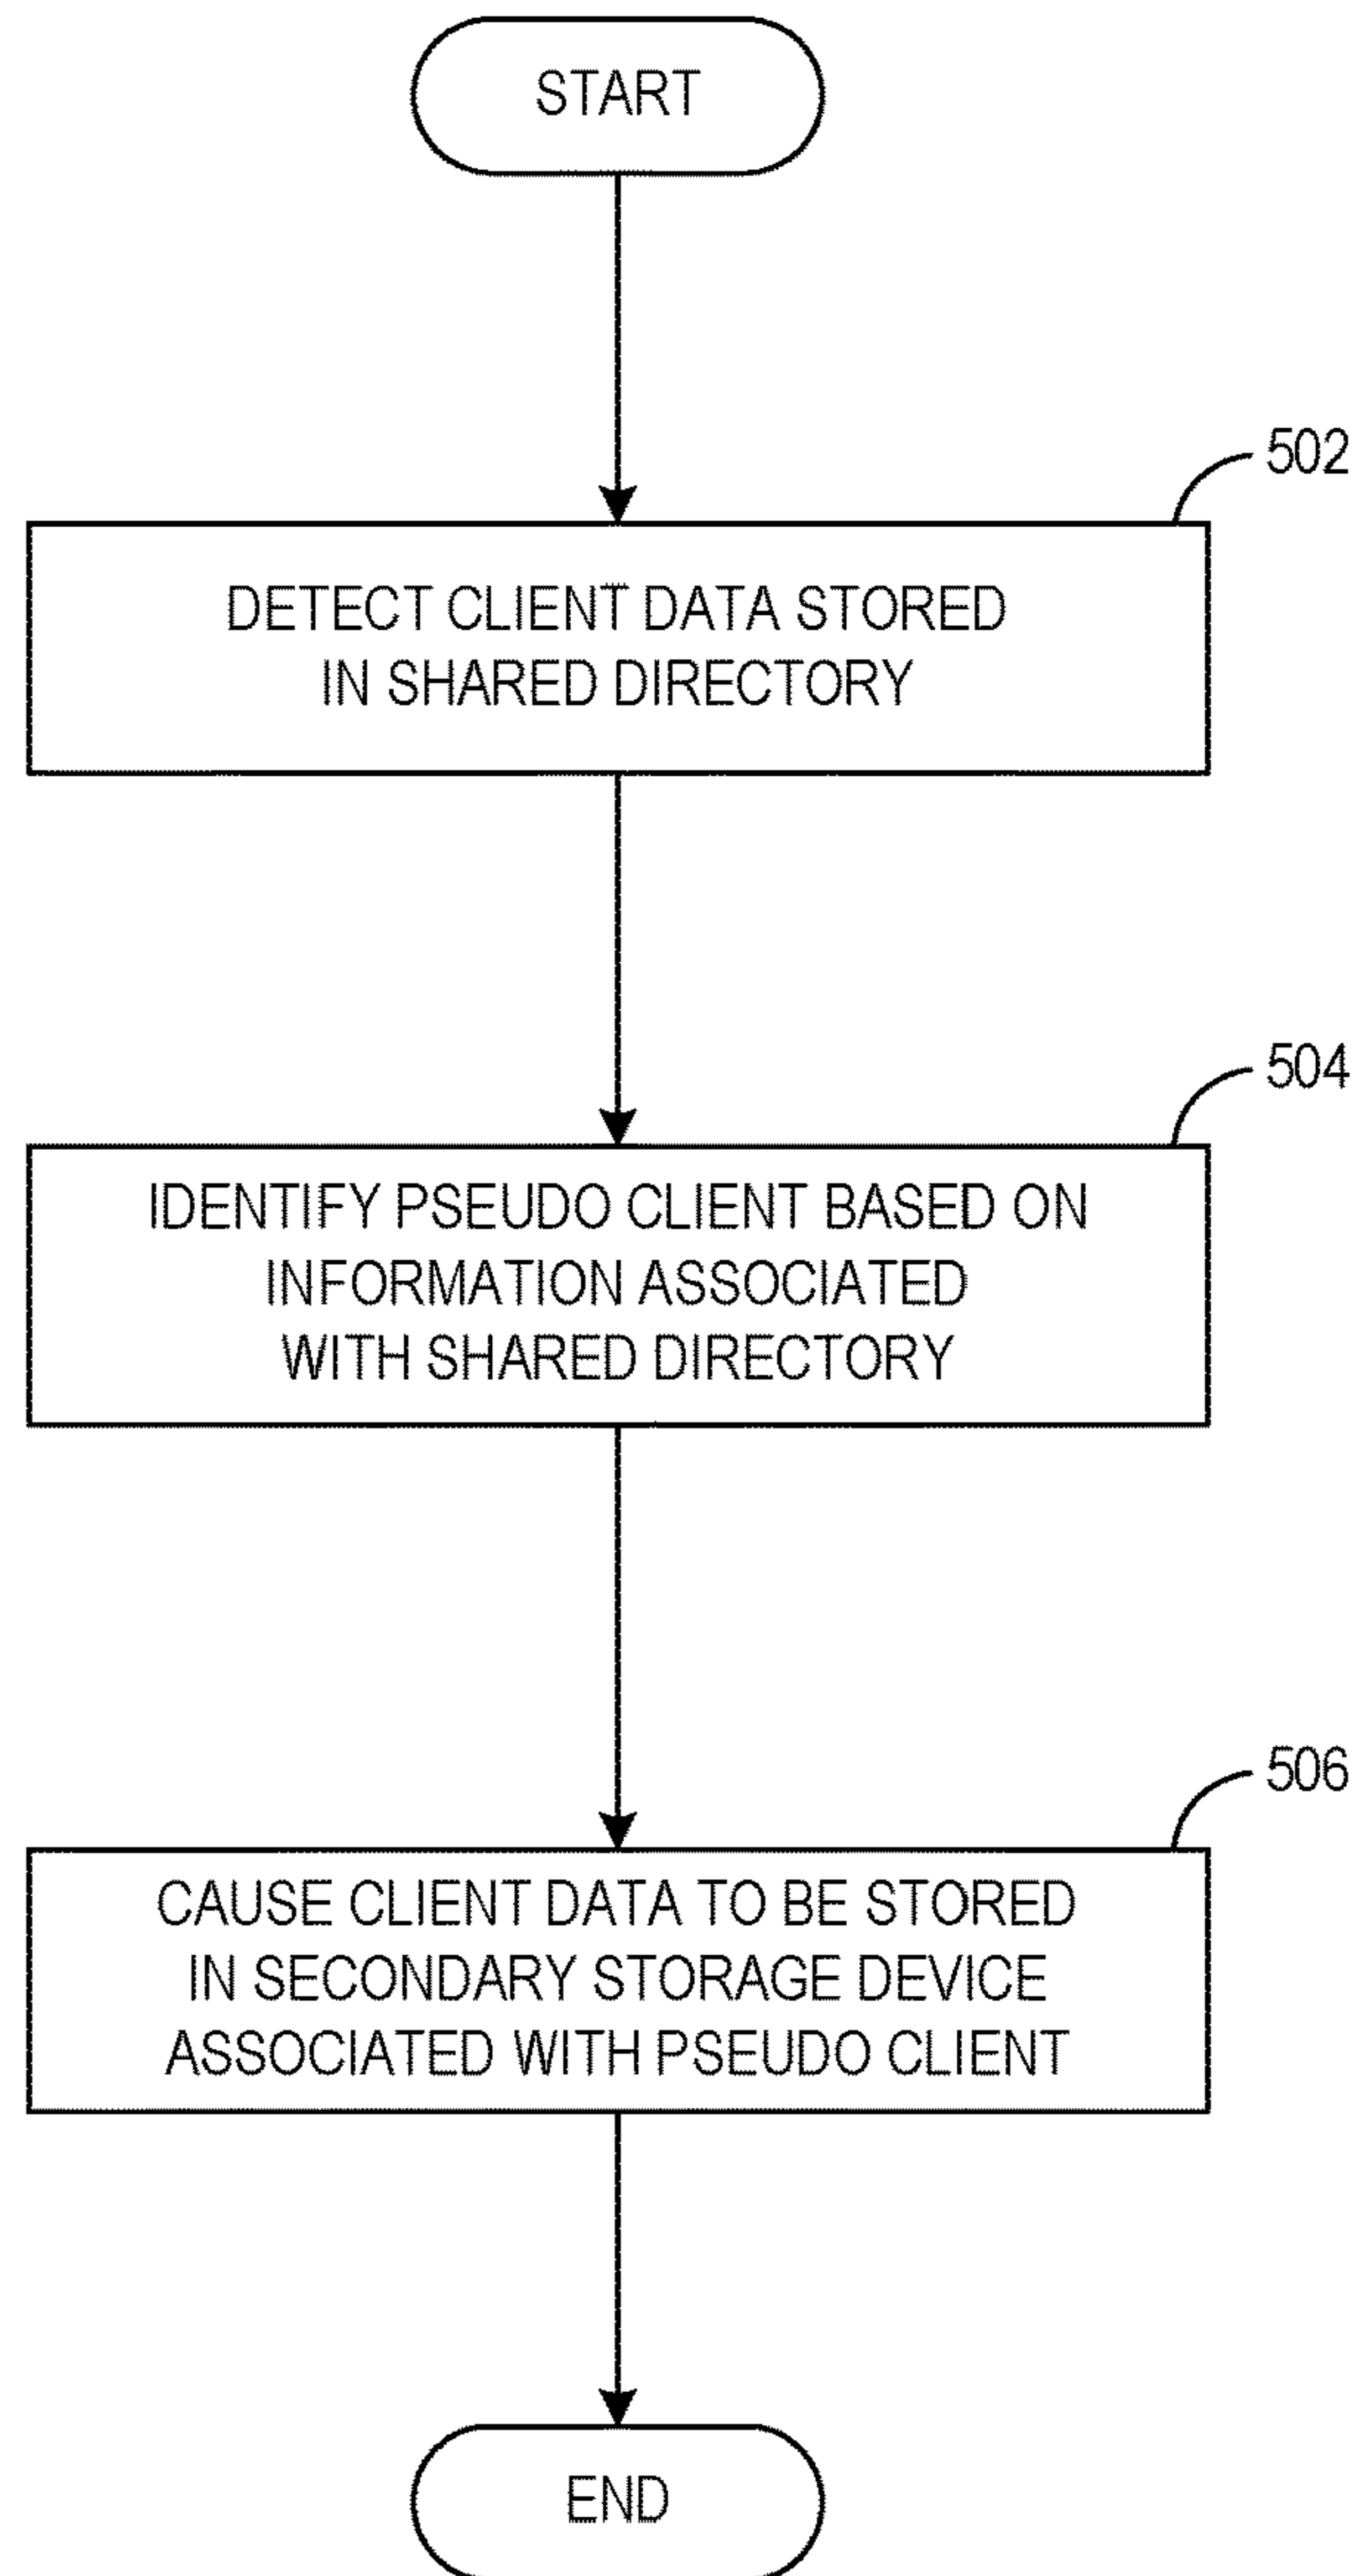 START
502
DETECT CLIENT DATA STORED
IN SHARED DIRECTORY
504
IDENTIFY PSEUDO CLIENT BASED ON
INFORMATION ASSOCIATED
WITH SHARED DIRECTORY
506
CAUSE CLIENT DATA TO BE STORED
IN SECONDARY STORAGE DEVICE
ASSOCIATED WITH PSEUDO CLIENT
END